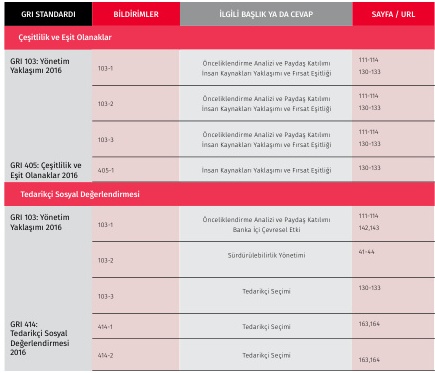 GRI STANDARDI BİLDİRİMLER İLGİLİ BAŞLIK YA DA CEVAP SAYFA / URL
Çeşitlilik ve Eşit Olanaklar
GRI 103: Yönetim
Yaklaşımı 2016
103-1
Önceliklendirme Analizi ve Paydaş Katılımı
İnsan Kaynakları Yaklaşımı ve Fırsat Eşitliği
111-114
130-133
103-2
Önceliklendirme Analizi ve Paydaş Katılımı
İnsan Kaynakları Yaklaşımı ve Fırsat Eşitliği
111-114
130-133
103-3
Önceliklendirme Analizi ve Paydaş Katılımı
İnsan Kaynakları Yaklaşımı ve Fırsat Eşitliği
111-114
130-133
GRI 405: Çeşitlilik ve
Eşit Olanaklar 2016
405-1
İnsan Kaynakları Yaklaşımı ve Fırsat Eşitliği
130-133
Tedarikçi Sosyal Değerlendirmesi
GRI 103: Yönetim
Yaklaşımı 2016
103-1
Önceliklendirme Analizi ve Paydaş Katılımı
Banka İçi Çevresel Etki
111-114
142,143
103-2
Sürdürülebilirlik Yönetimi
41-44
103-3
Tedarikçi Seçimi
130-133
GRI 414:
Tedarikçi Sosyal
Değerlendirmesi
2016
414-1
Tedarikçi Seçimi
163,164
414-2
Tedarikçi Seçimi
163,164